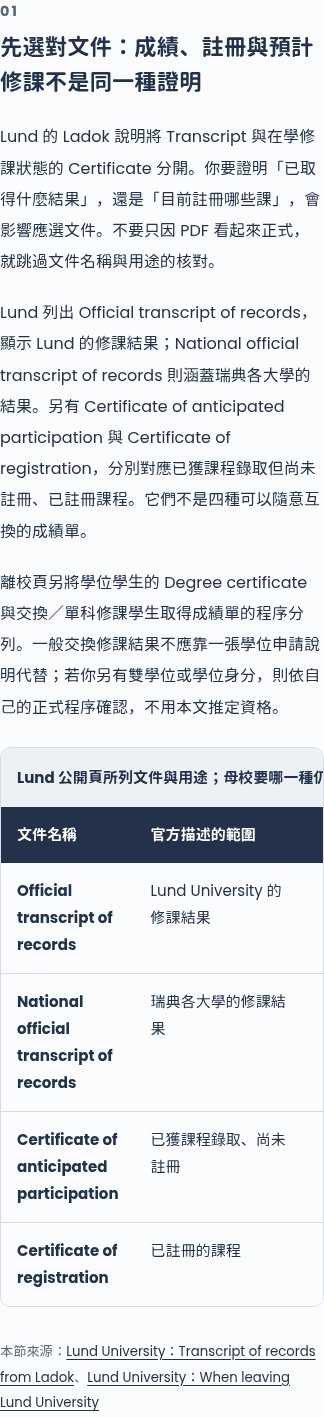 01
先選對文件：成績、註冊與預計
修課不是同一種證明
Lund 的 Ladok 說明將 Transcript 與在學修
課狀態的 Certificate 分開。你要證明「已取
得什麼結果」，還是「目前註冊哪些課」，會
影響應選文件。不要只因 PDF 看起來正式，
就跳過文件名稱與用途的核對。
Lund 列出 Official transcript of records，
顯示 Lund 的修課結果；National official
transcript of records 則涵蓋瑞典各大學的
結果。另有 Certificate of anticipated
participation 與 Certificate of
registration，分別對應已獲課程錄取但尚未
註冊、已註冊課程。它們不是四種可以隨意互
換的成績單。
離校頁另將學位學生的 Degree certificate
與交換／單科修課學生取得成績單的程序分
列。一般交換修課結果不應靠一張學位申請說
明代替；若你另有雙學位或學位身分，則依自
己的正式程序確認，不用本文推定資格。
Lund 公開頁所列文件與用途；母校要哪一種
文件名稱 官方描述的範圍
Official Lund University 的
transcript of 修課結果
records
National 瑞典各大學的修課結
official 果
transcript of
records
Certificate of 已獲課程錄取、尚未
anticipated 註冊
participation
Certificate of 已註冊的課程
registration
本節來源：Lund University：Transcript of records
from Ladok、Lund University：When leaving
Lund University